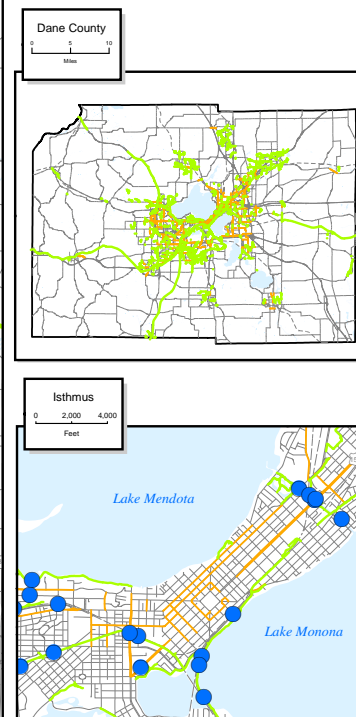 Dane County
0 5 10
Miles
Isthmus
0 2,000 4,000
Feet
Lake Mendota
Lake Monona